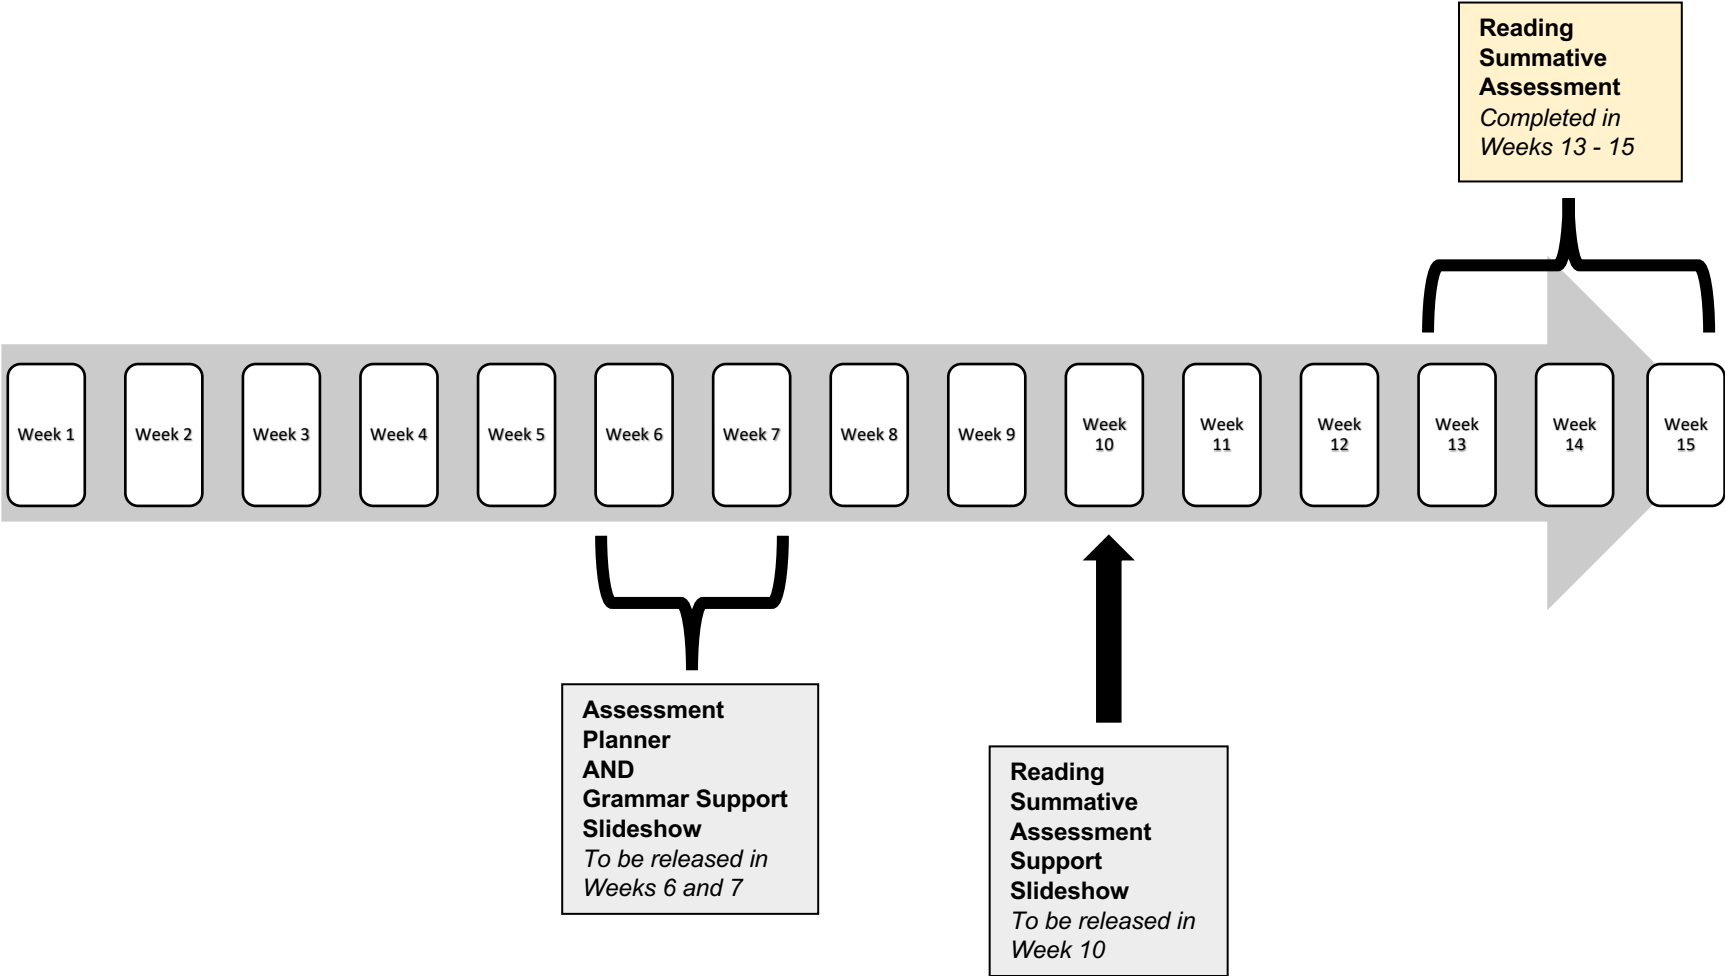 Reading
Summative
Assessment
Completed in
Weeks 13 - 15
Week 1
Week 2
Week 3
Week 4
Week 5
Week 6
Week 7
Week 8
Week 9
Week
10
Week
11
Week
12
Week
13
Week
14
Week
15
Assessment
Planner
AND
Grammar Support
Slideshow
To be released in
Weeks 6 and 7
Reading
Summative
Assessment
Support
Slideshow
To be released in
Week 10